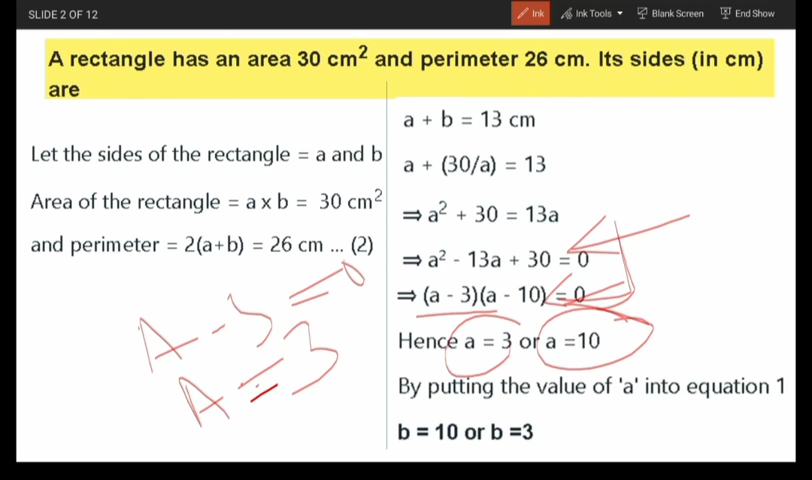 SLIDE 2 OF 12
Ink
Ink Tools
Blank Screen
End Show
A rectangle has an area 30 cm² and perimeter 26 cm. Its sides (in cm)
are
Let the sides of the rectangle = a and b
Area of the rectangle = a x b = 30 cm²
and perimeter = 2(a+b) = 26 cm ... (2)
A - 3 = 0
A = 3
a + b = 13 cm
a + (30/a) = 13
⇒ a² + 30 = 13a
⇒ a² - 13a + 30 = 0
⇒ (a - 3)(a - 10) = 0
Hence a = 3 or a =10
By putting the value of 'a' into equation 1
b = 10 or b =3